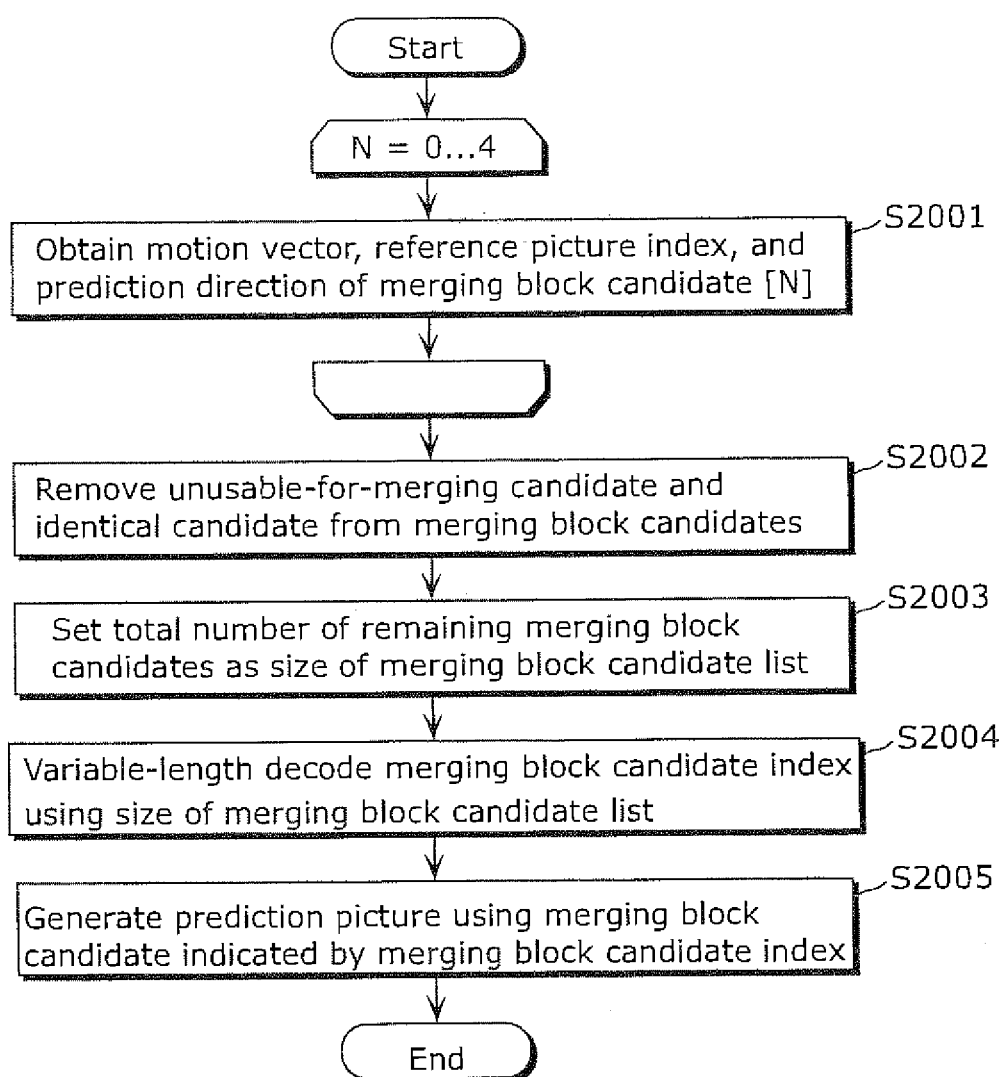 Start
N = 0...4
S2001
Obtain motion vector, reference picture index, and
prediction direction of merging block candidate [N]
S2002
Remove unusable-for-merging candidate and
identical candidate from merging block candidates
S2003
Set total number of remaining merging block
candidates as size of merging block candidate list
S2004
Variable-length decode merging block candidate index
using size of merging block candidate list
S2005
Generate prediction picture using merging block
candidate indicated by merging block candidate index
End